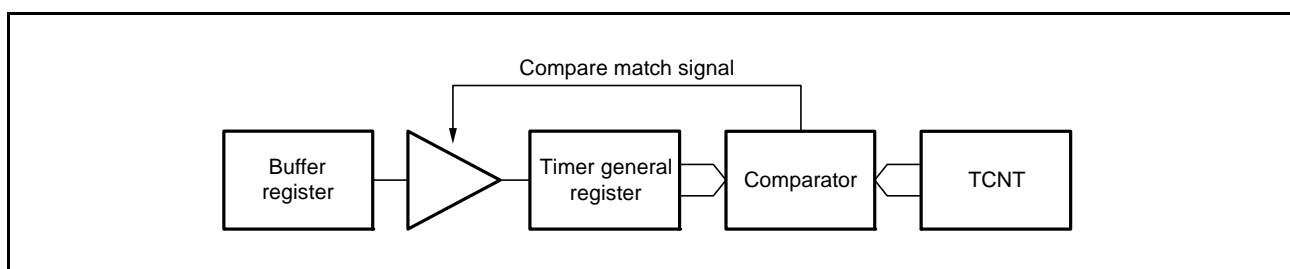 Compare match signal
Buffer
register
Timer general
register
Comparator
TCNT